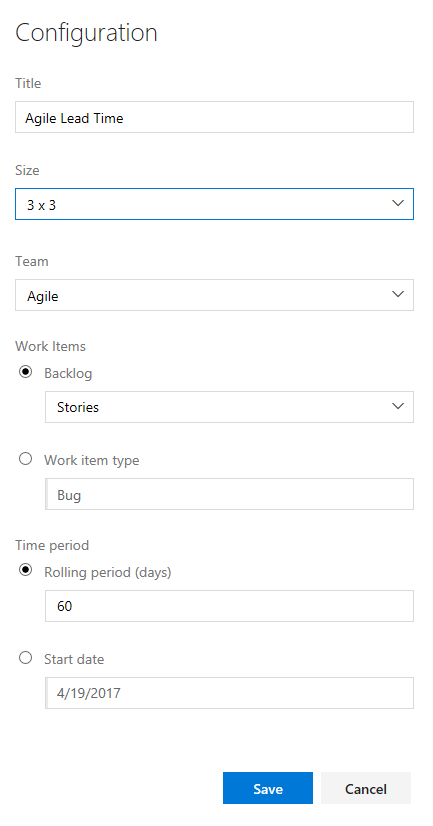 Configuration
Title
Agile Lead Time
Size
3 x 3
Team
Agile
Work Items
Backlog
Stories
Work item type
Bug
Time period
Rolling period (days)
60
Start date
4/19/2017
Save Cancel